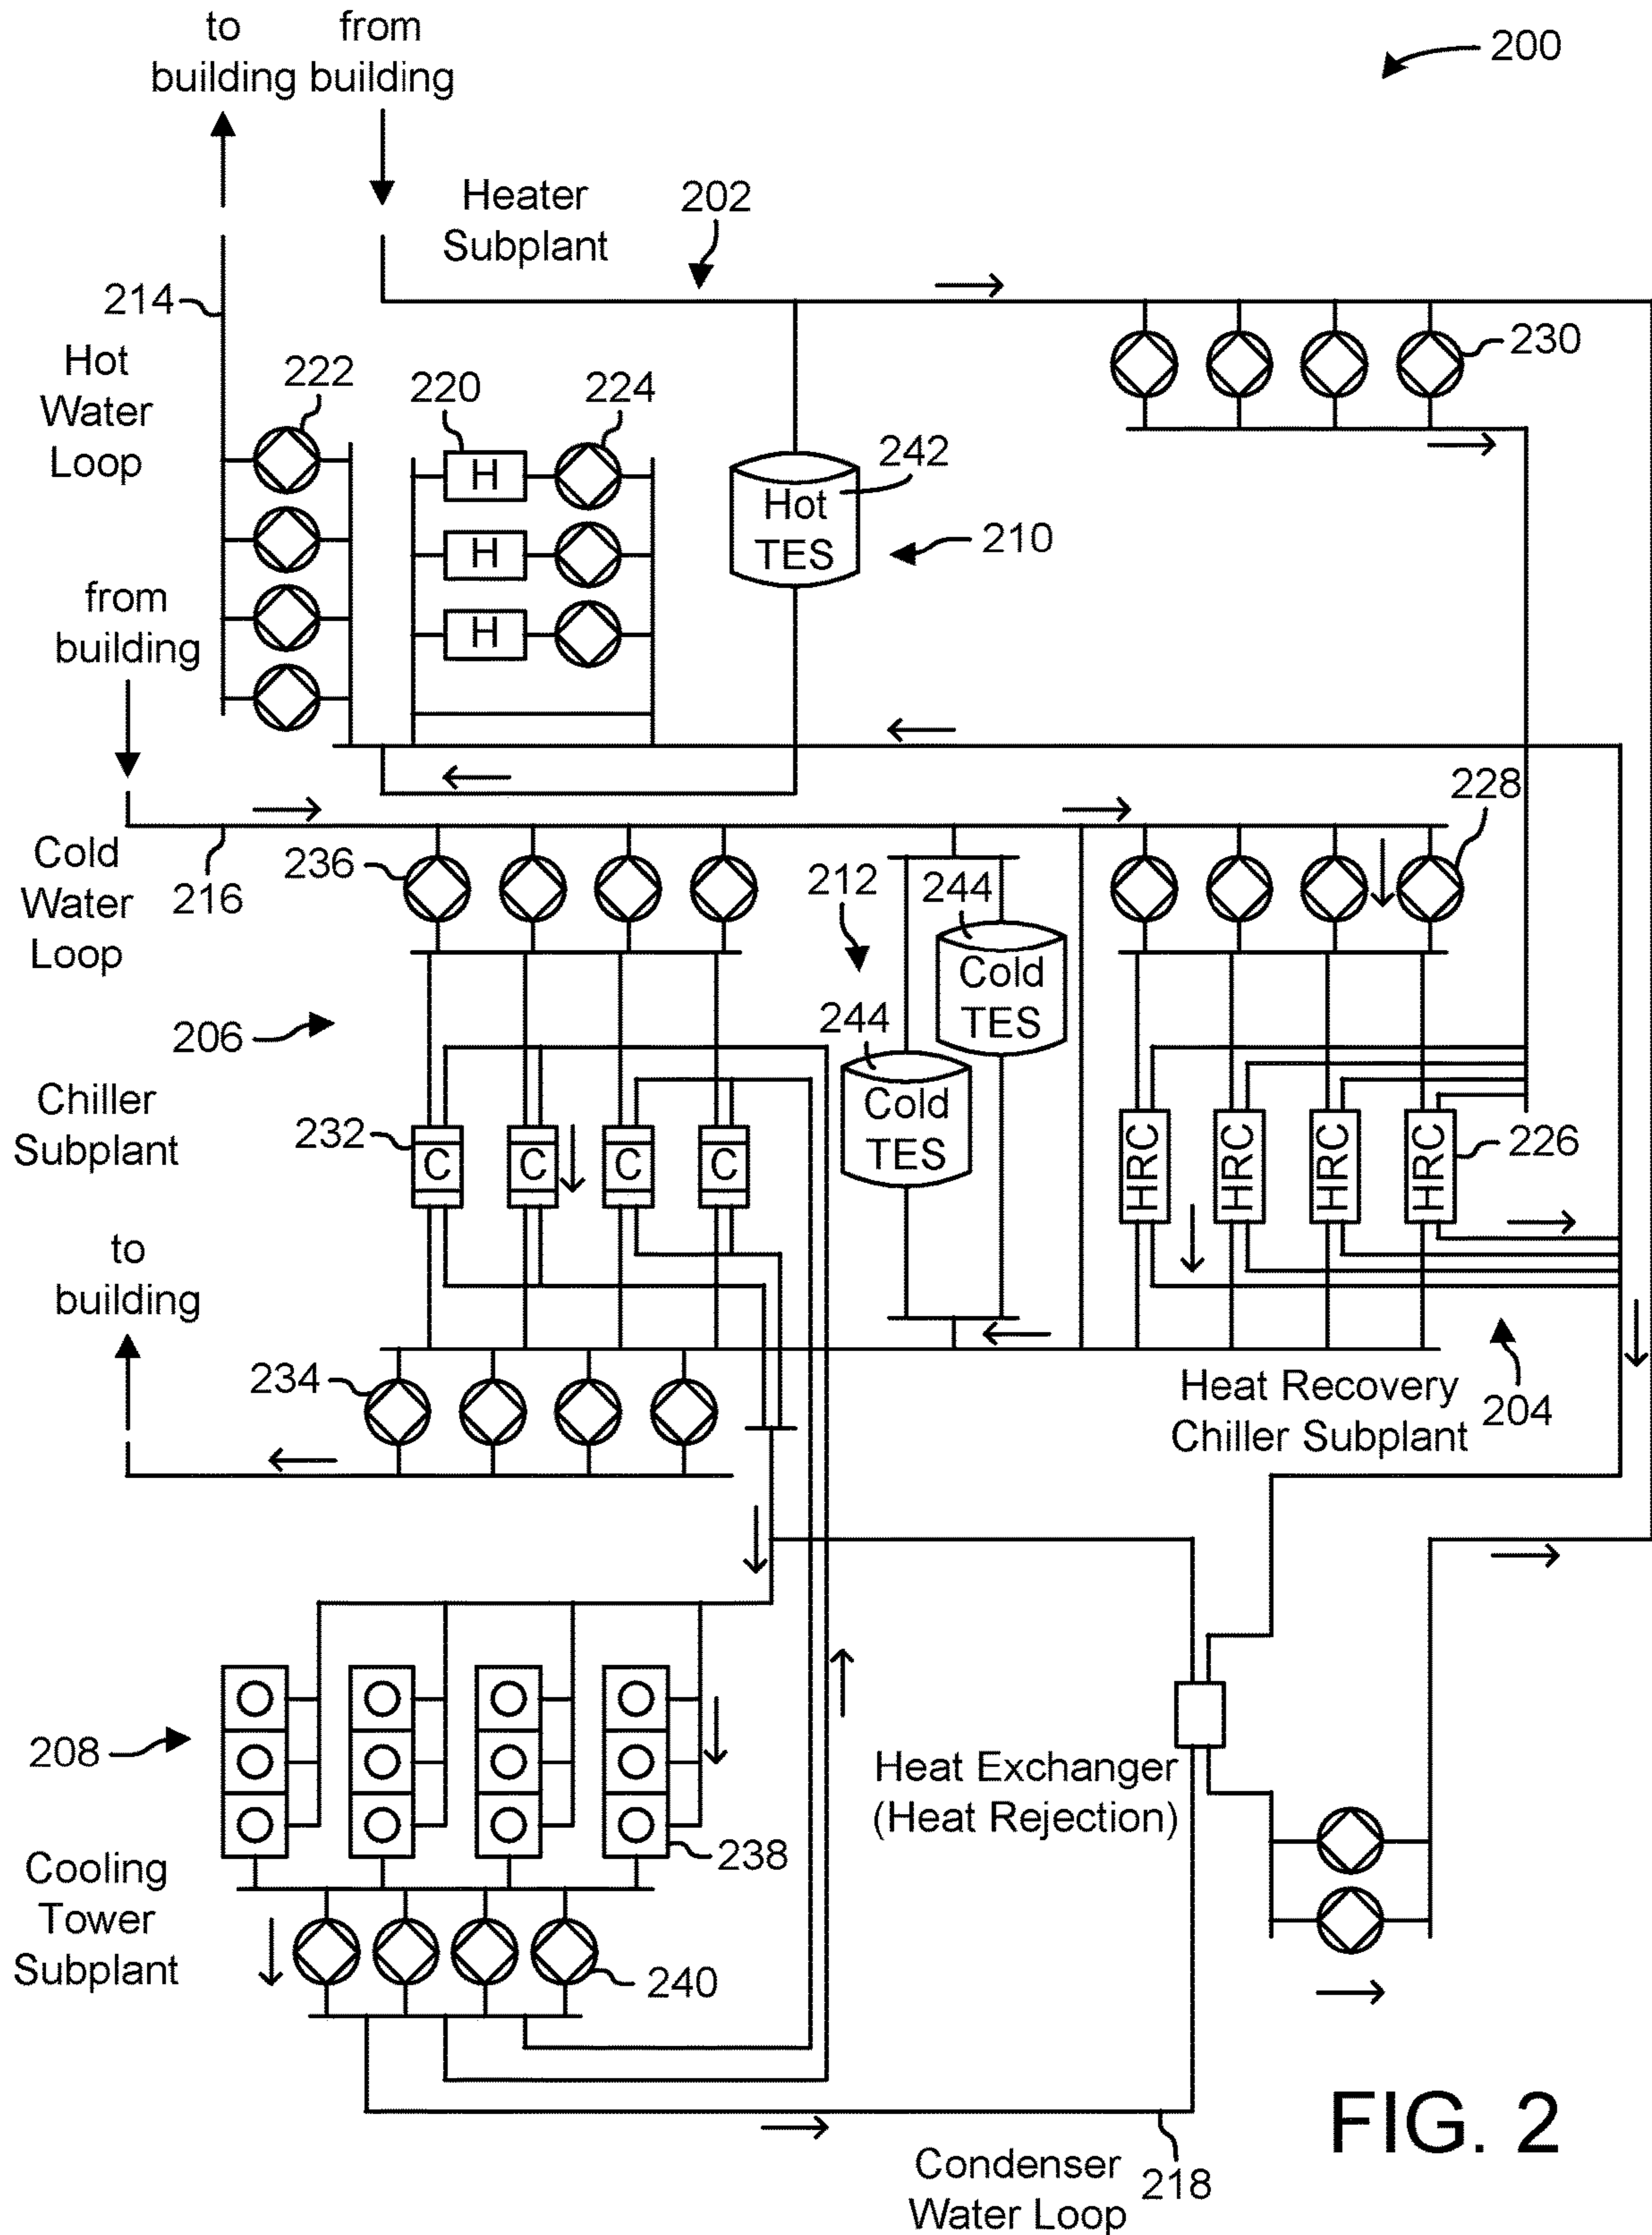 to from
building building
200
Heater
Subplant
202
214
Hot
Water
Loop
222
220
224
230
242
H
Hot
TES
H
210
H
from
building
228
Cold
Water
Loop
216
236
212
244
Cold
TES
244
Cold
TES
206
Chiller
Subplant
232
C
C
C
C
HRC
HRC
HRC
HRC
226
to
building
234
Heat Recovery
Chiller Subplant
204
208
Heat Exchanger
(Heat Rejection)
238
Cooling
Tower
Subplant
240
FIG. 2
Condenser
Water Loop
218